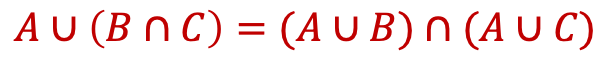 A ∪ (B ∩ C) = (A ∪ B) ∩ (A ∪ C)